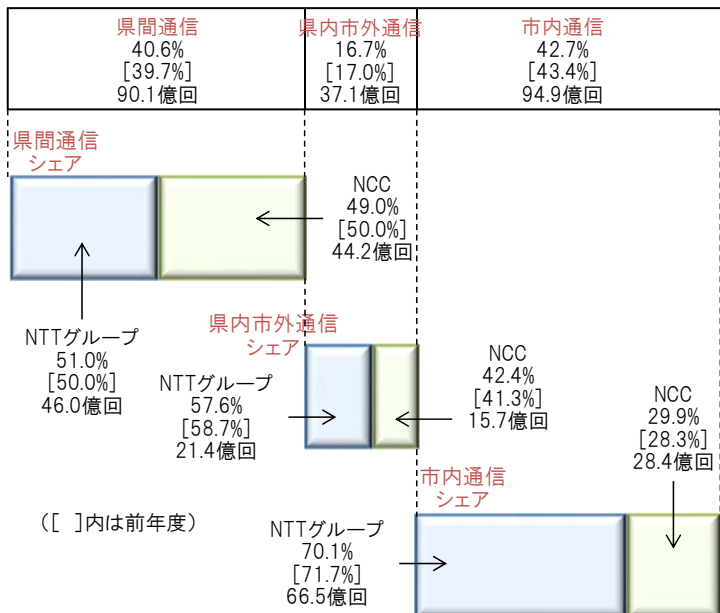 県間通信
40.6%
[39.7%]
90.1億回
県内市外通信
16.7%
[17.0%]
37.1億回
市内通信
42.7%
[43.4%]
94.9億回
県間通信
シェア
NCC
49.0%
[50.0%]
44.2億回
NTTグループ
51.0%
[50.0%]
46.0億回
県内市外通信
シェア
NTTグループ
57.6%
[58.7%]
21.4億回
NCC
42.4%
[41.3%]
15.7億回
NCC
29.9%
[28.3%]
28.4億回
市内通信
シェア
NTTグループ
70.1%
[71.7%]
66.5億回
([ ]内は前年度)